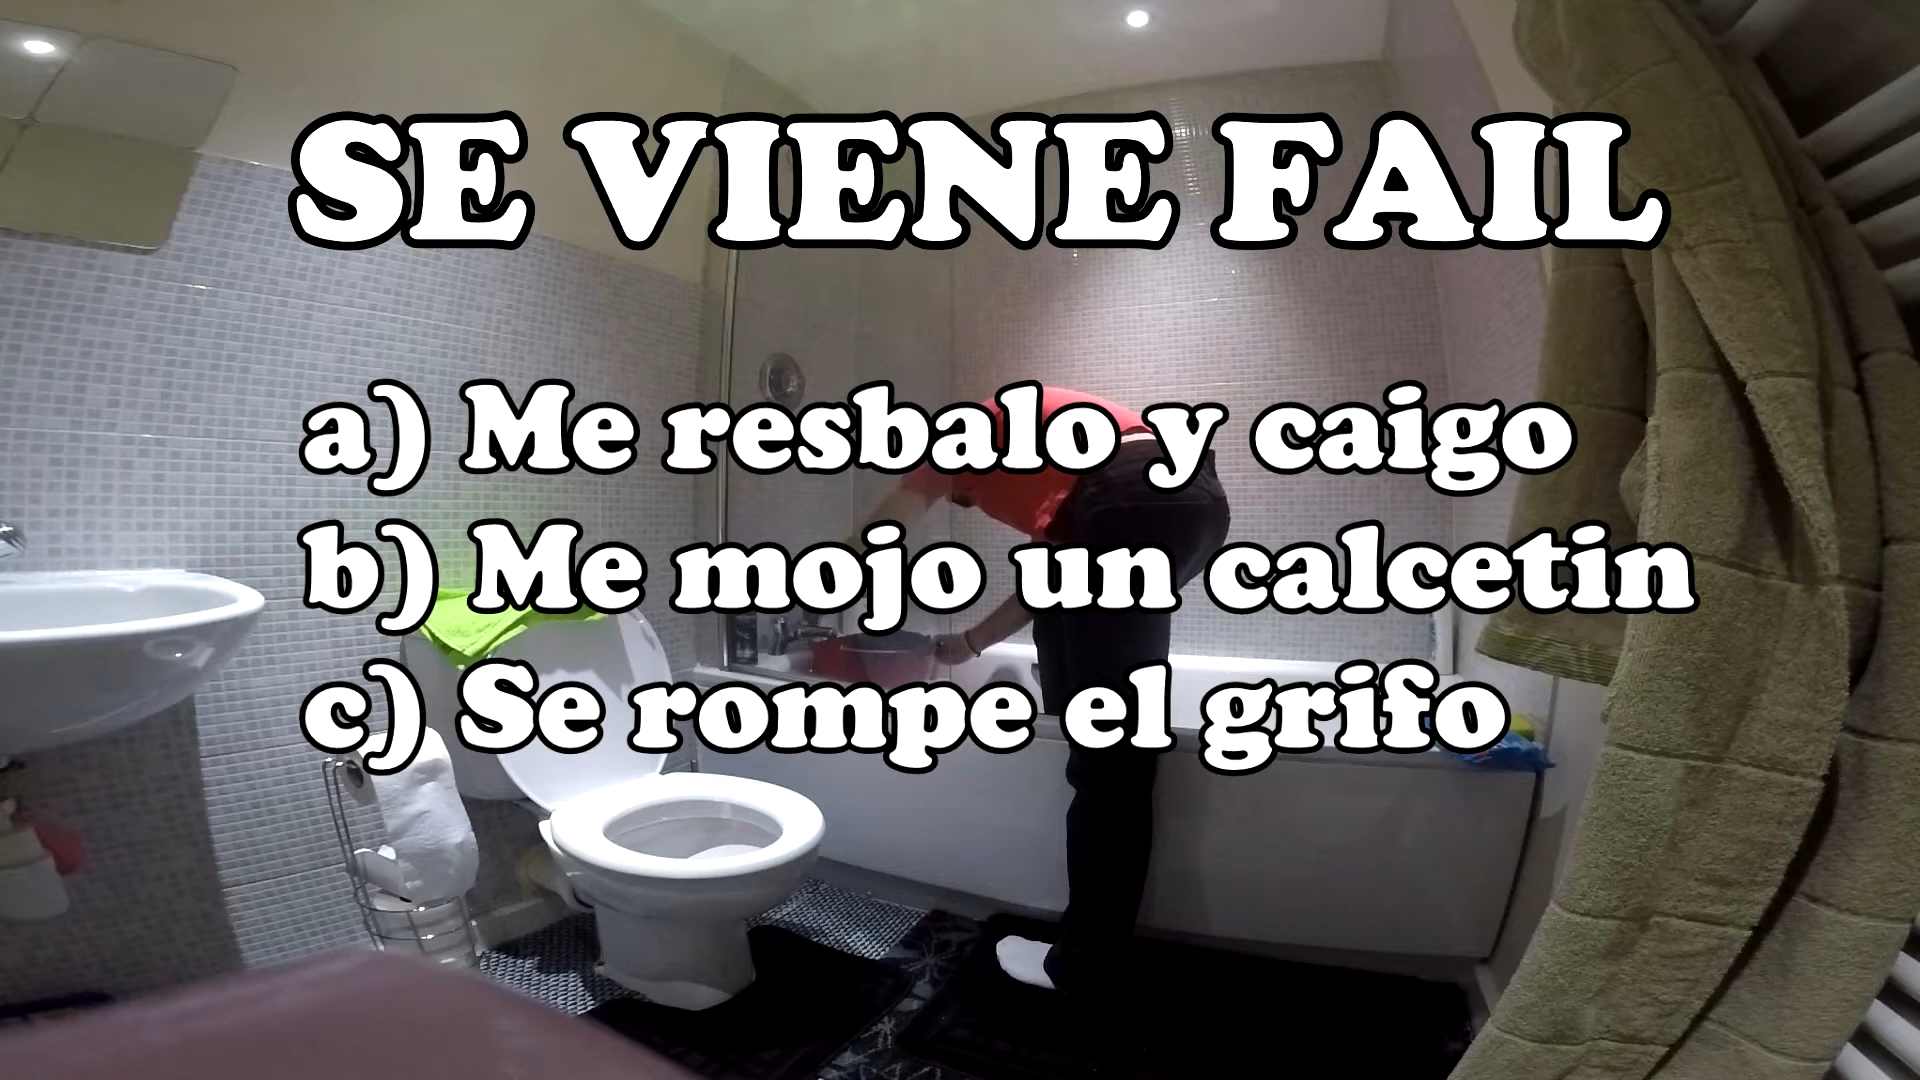 SE VIENE FAIL
a) Me resbalo y caigo
b) Me mojo un calcetin
c) Se rompe el grifo